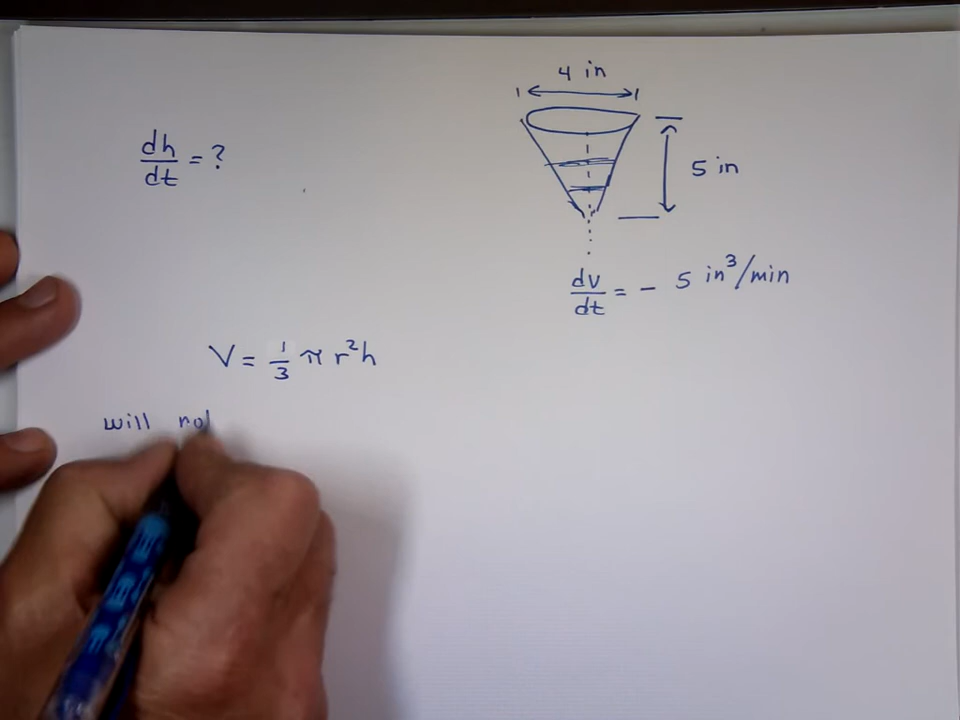 4 in
dh/dt = ?
5 in
dv/dt = - 5 in³/min
V = 1/3 π r²h
will